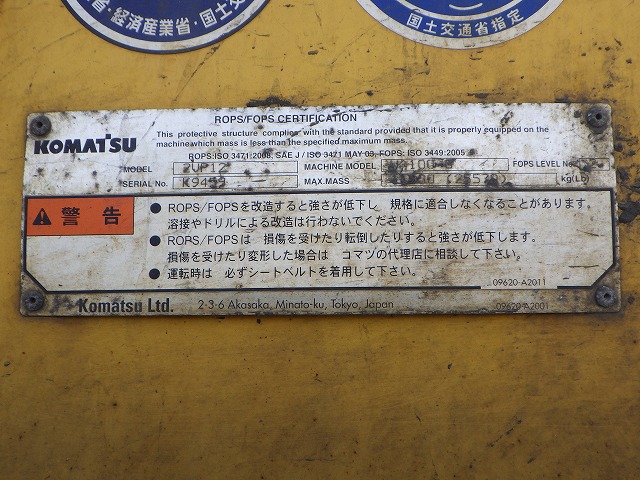 省・経済産業省・国土交
国土交通省指定
ROPS/FOPS CERTIFICATION
KOMATSU
This protective structure complies with the standard provided that it is properly equipped on the
machine which mass is less than the specified maximum mass.
ROPS: ISO 3471:2008, SAE J / ISO 3471 MAY 03, FOPS: ISO 3449:2005
MODEL 2UP12 MACHINE MODEL FOPS LEVEL No.
SERIAL No. MAX.MASS kg(Lb)
警告
● ROPS/FOPSを改造すると強さが低下し 規格に適合しなくなることがあります。
溶接やドリルによる改造は行わないでください。
● ROPS/FOPSは 損傷を受けたり転倒したりすると強さが低下します。
損傷を受けたり変形した場合は コマツの代理店に相談して下さい。
● 運転時は 必ずシートベルトを着用して下さい。
09620-A2011
Komatsu Ltd. 2-3-6 Akasaka, Minato-ku, Tokyo, Japan
09620-A2001